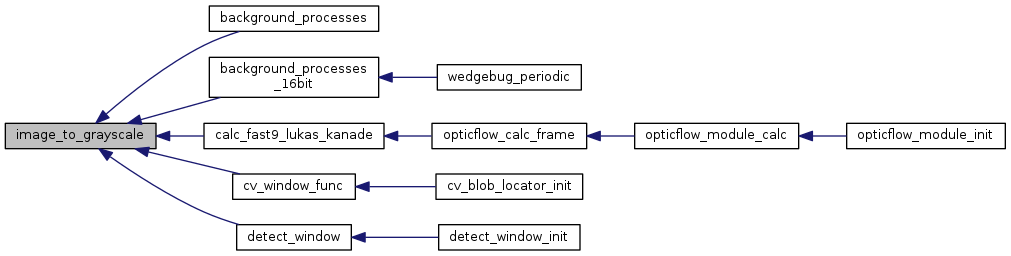 background_processes
background_processes
_16bit
wedgebug_periodic
image_to_grayscale
calc_fast9_lukas_kanade
opticflow_calc_frame
opticflow_module_calc
opticflow_module_init
cv_window_func
cv_blob_locator_init
detect_window
detect_window_init